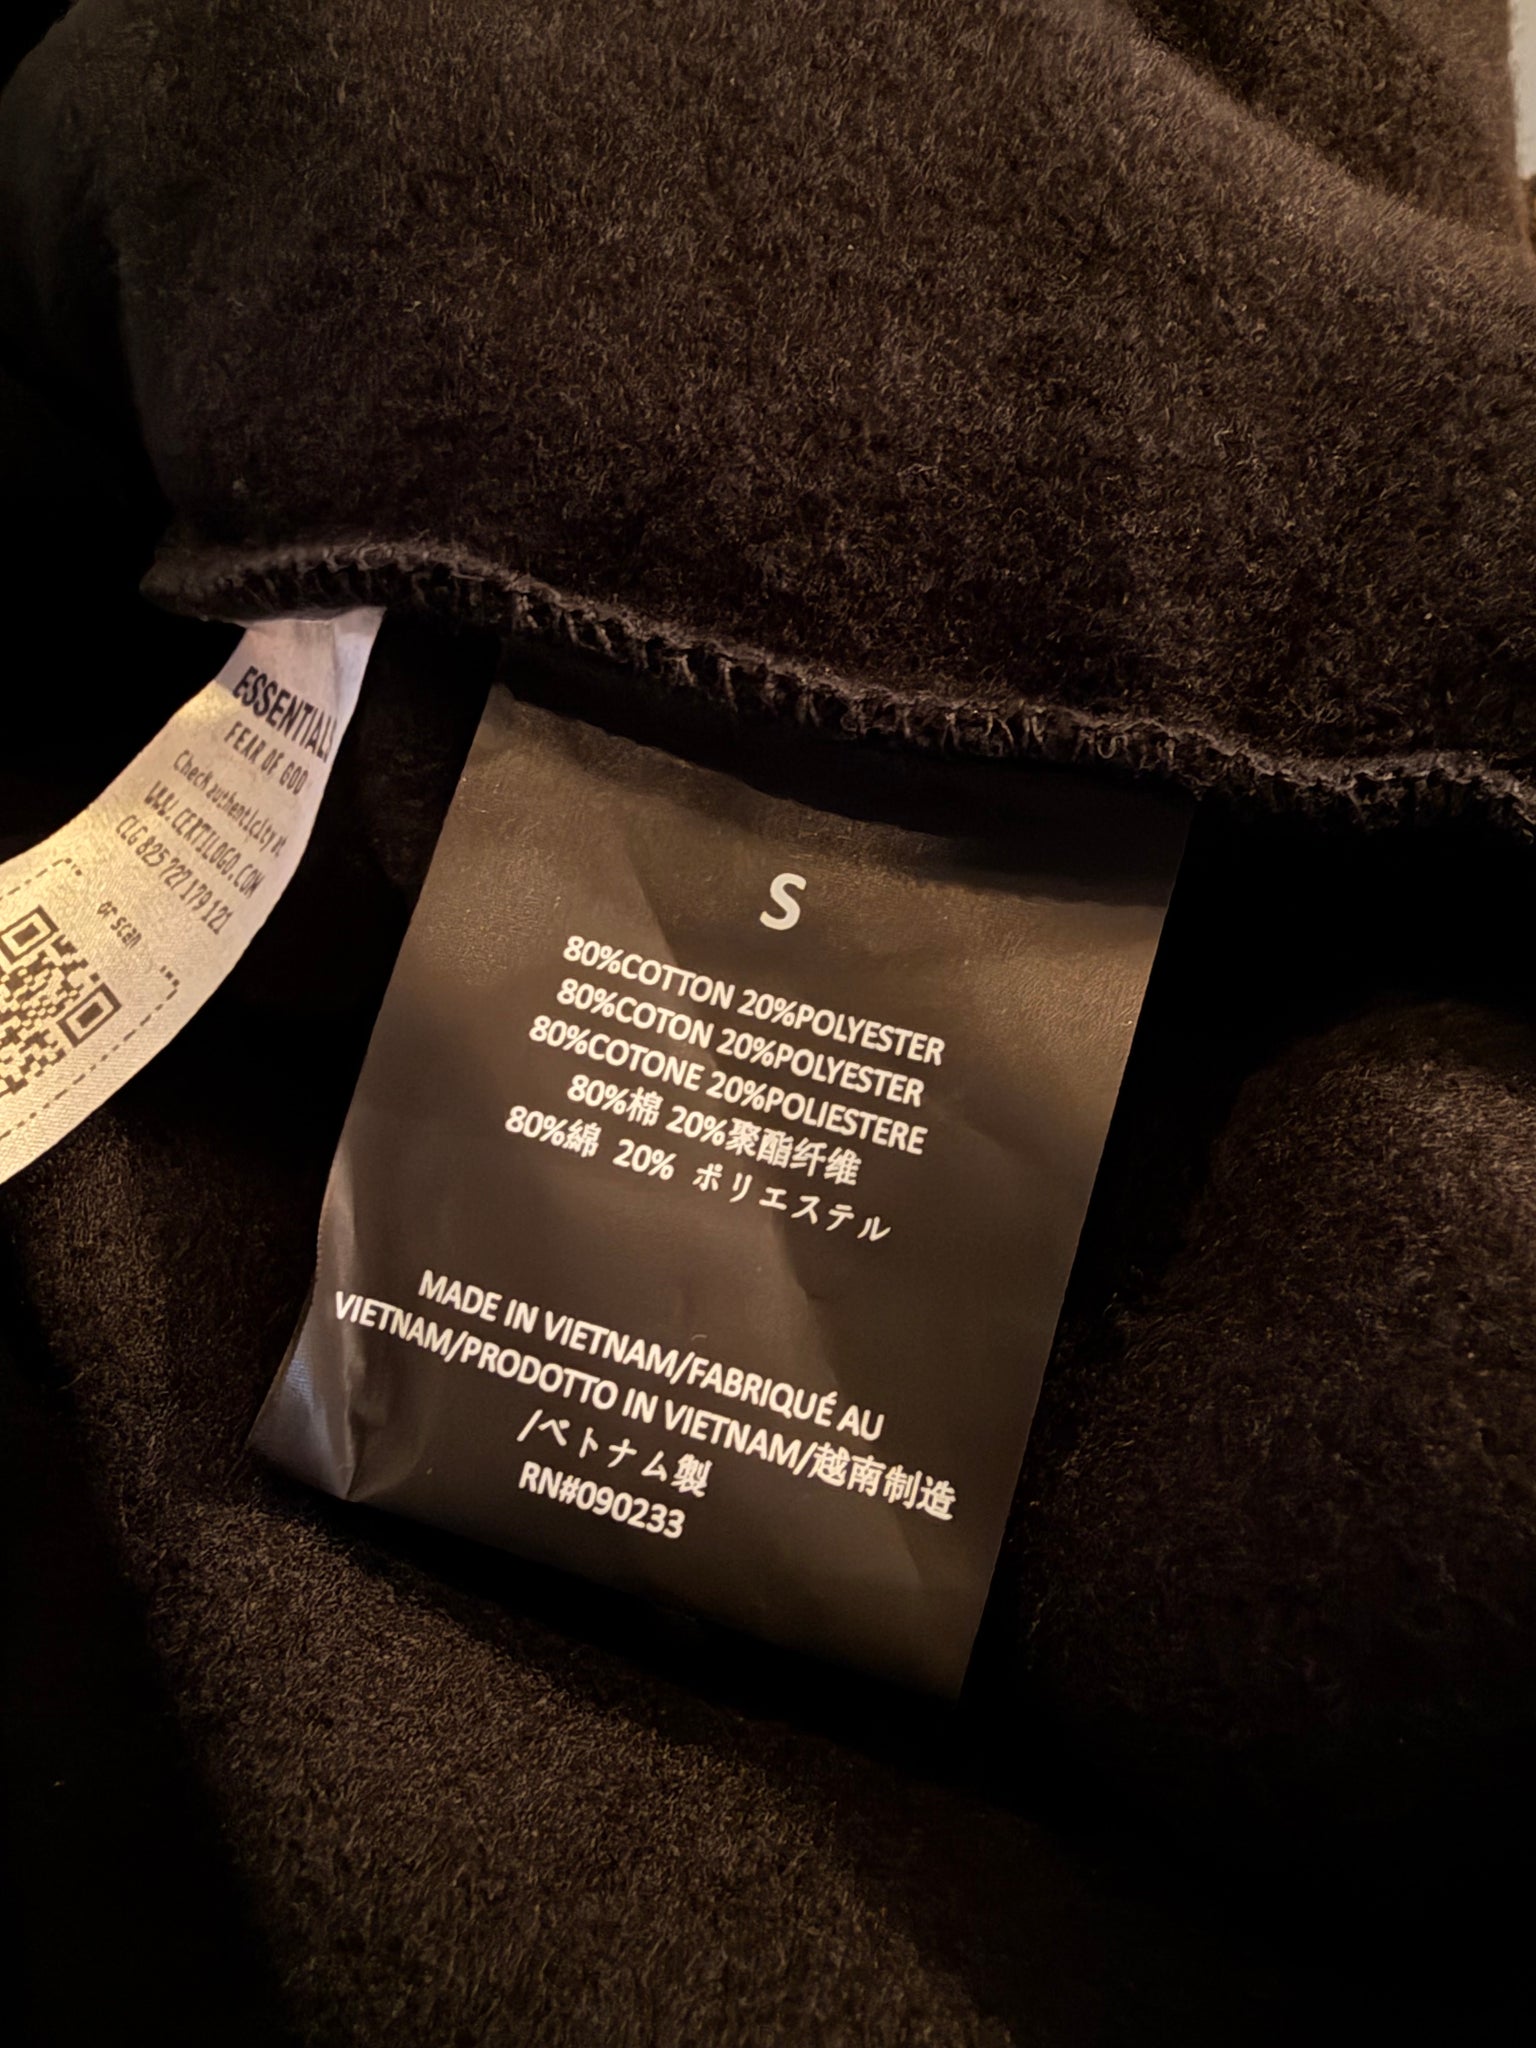 ESSENTIALS
FEAR OF GOD
Check authenticity at
WWW.CERTILOGO.COM
CLG 825 727 179 121
or scan
S
80%COTTON 20%POLYESTER
80%COTON 20%POLYESTER
80%COTONE 20%POLIESTERE
80%棉 20%聚酯纤维
80%綿 20% ポリエステル
MADE IN VIETNAM/FABRIQUÉ AU
VIETNAM/PRODOTTO IN VIETNAM/越南制造
/ベトナム製
RN#090233